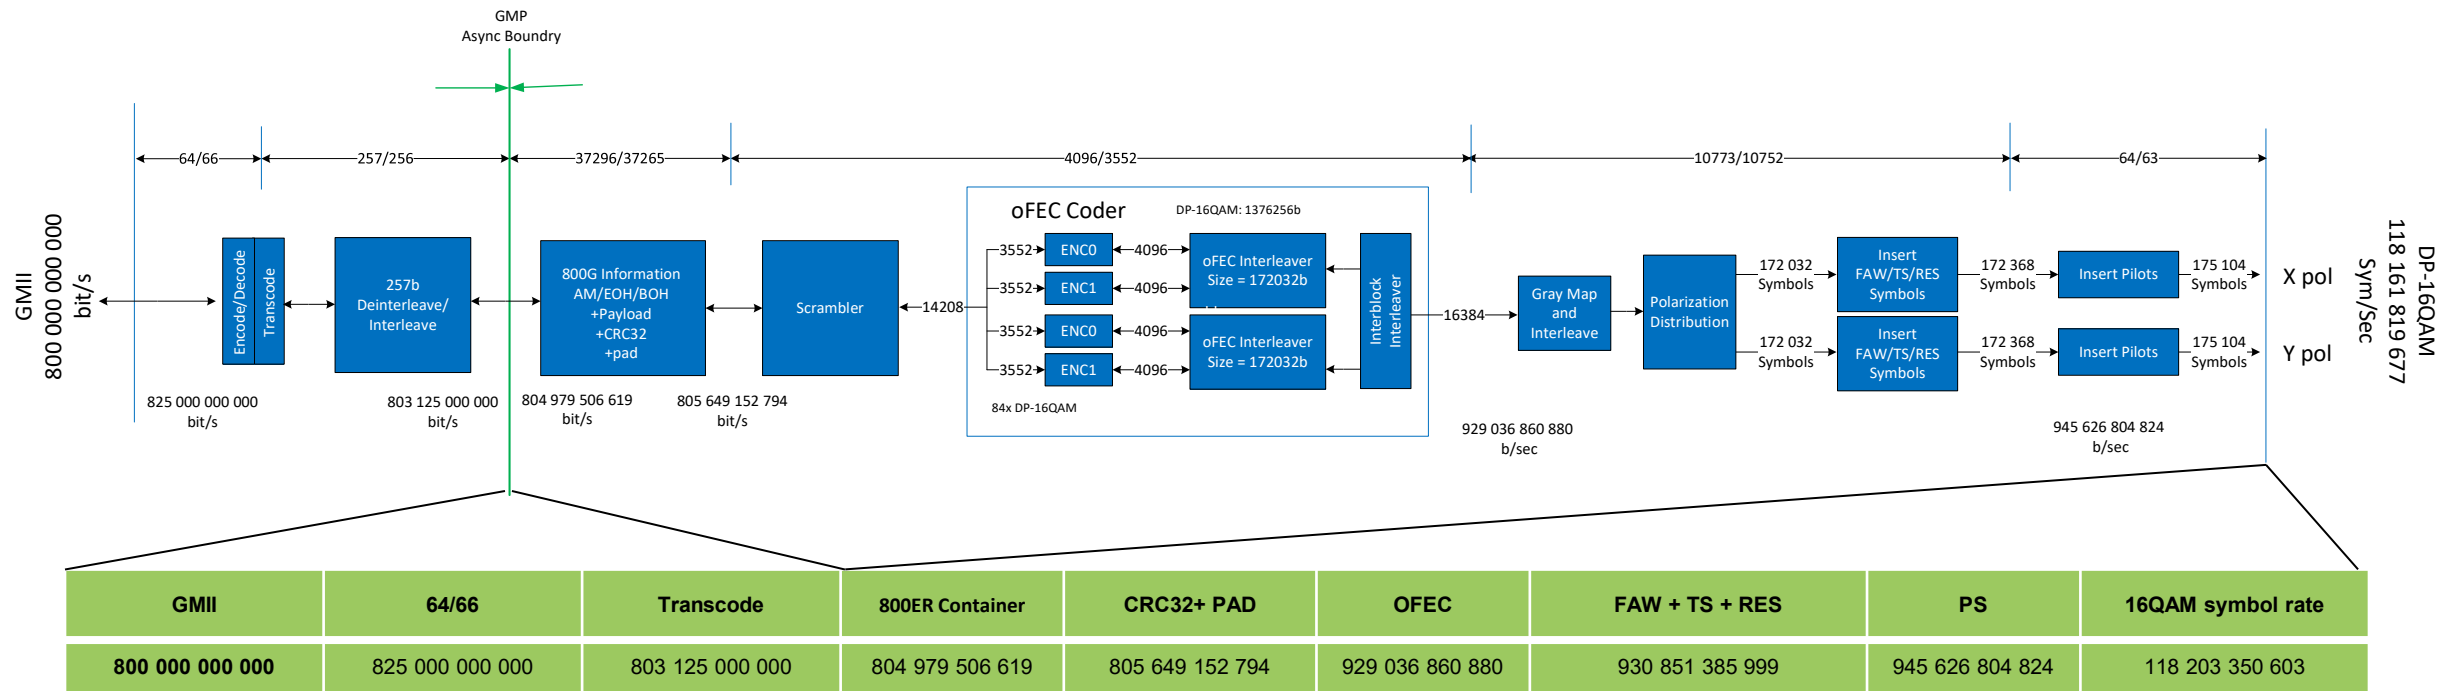 GMP
Async Boundry
64/66
257/256
37296/37265
4096/3552
10773/10752
64/63
GMII
800 000 000 000
bit/s
Encode/Decode
Transcode
257b
Deinterleave/
Interleave
800G Information
AM/EOH/BOH
+Payload
+CRC32
+pad
Scrambler
14208
oFEC Coder
DP-16QAM: 1376256b
3552
ENC0
4096
3552
ENC1
4096
oFEC Interleaver
Size = 172032b
3552
ENC0
4096
3552
ENC1
4096
oFEC Interleaver
Size = 172032b
84x DP-16QAM
Interblock
Interleaver
16384
Gray Map
and
Interleave
Polarization
Distribution
172 032
Symbols
Insert
FAW/TS/RES
Symbols
172 368
Symbols
Insert Pilots
175 104
Symbols
X pol
172 032
Symbols
Insert
FAW/TS/RES
Symbols
172 368
Symbols
Insert Pilots
175 104
Symbols
Y pol
DP-16QAM
118 161 819 677
Sym/Sec
825 000 000 000
bit/s
803 125 000 000
bit/s
804 979 506 619
bit/s
805 649 152 794
bit/s
929 036 860 880
b/sec
945 626 804 824
b/sec
GMII 64/66 Transcode 800ER Container CRC32+ PAD OFEC FAW + TS + RES PS 16QAM symbol rate
800 000 000 000 825 000 000 000 803 125 000 000 804 979 506 619 805 649 152 794 929 036 860 880 930 851 385 999 945 626 804 824 118 203 350 603